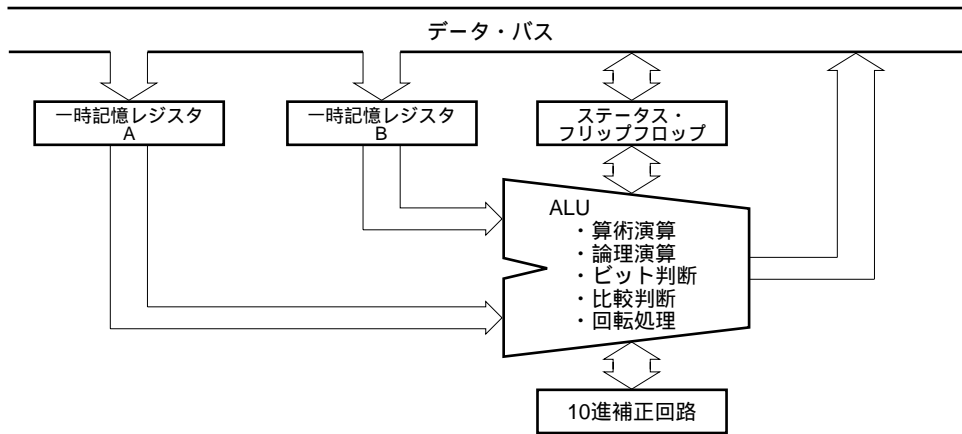 データ・バス
一時記憶レジスタ
A
一時記憶レジスタ
B
ステータス・
フリップフロップ
ALU
・算術演算
・論理演算
・ビット判断
・比較判断
・回転処理
10進補正回路